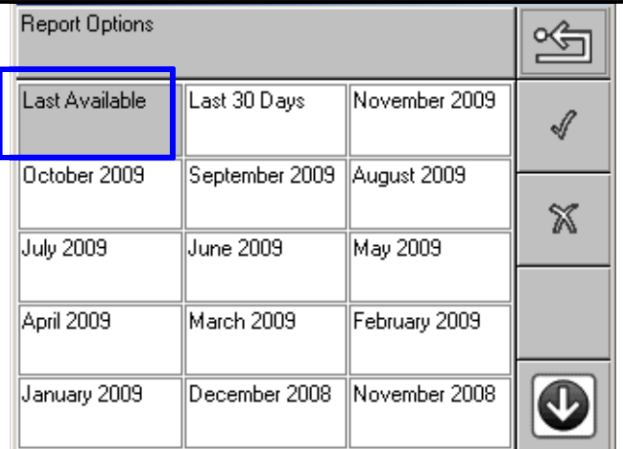 Report Options
Last Available
Last 30 Days
November 2009
October 2009
September 2009
August 2009
July 2009
June 2009
May 2009
April 2009
March 2009
February 2009
January 2009
December 2008
November 2008